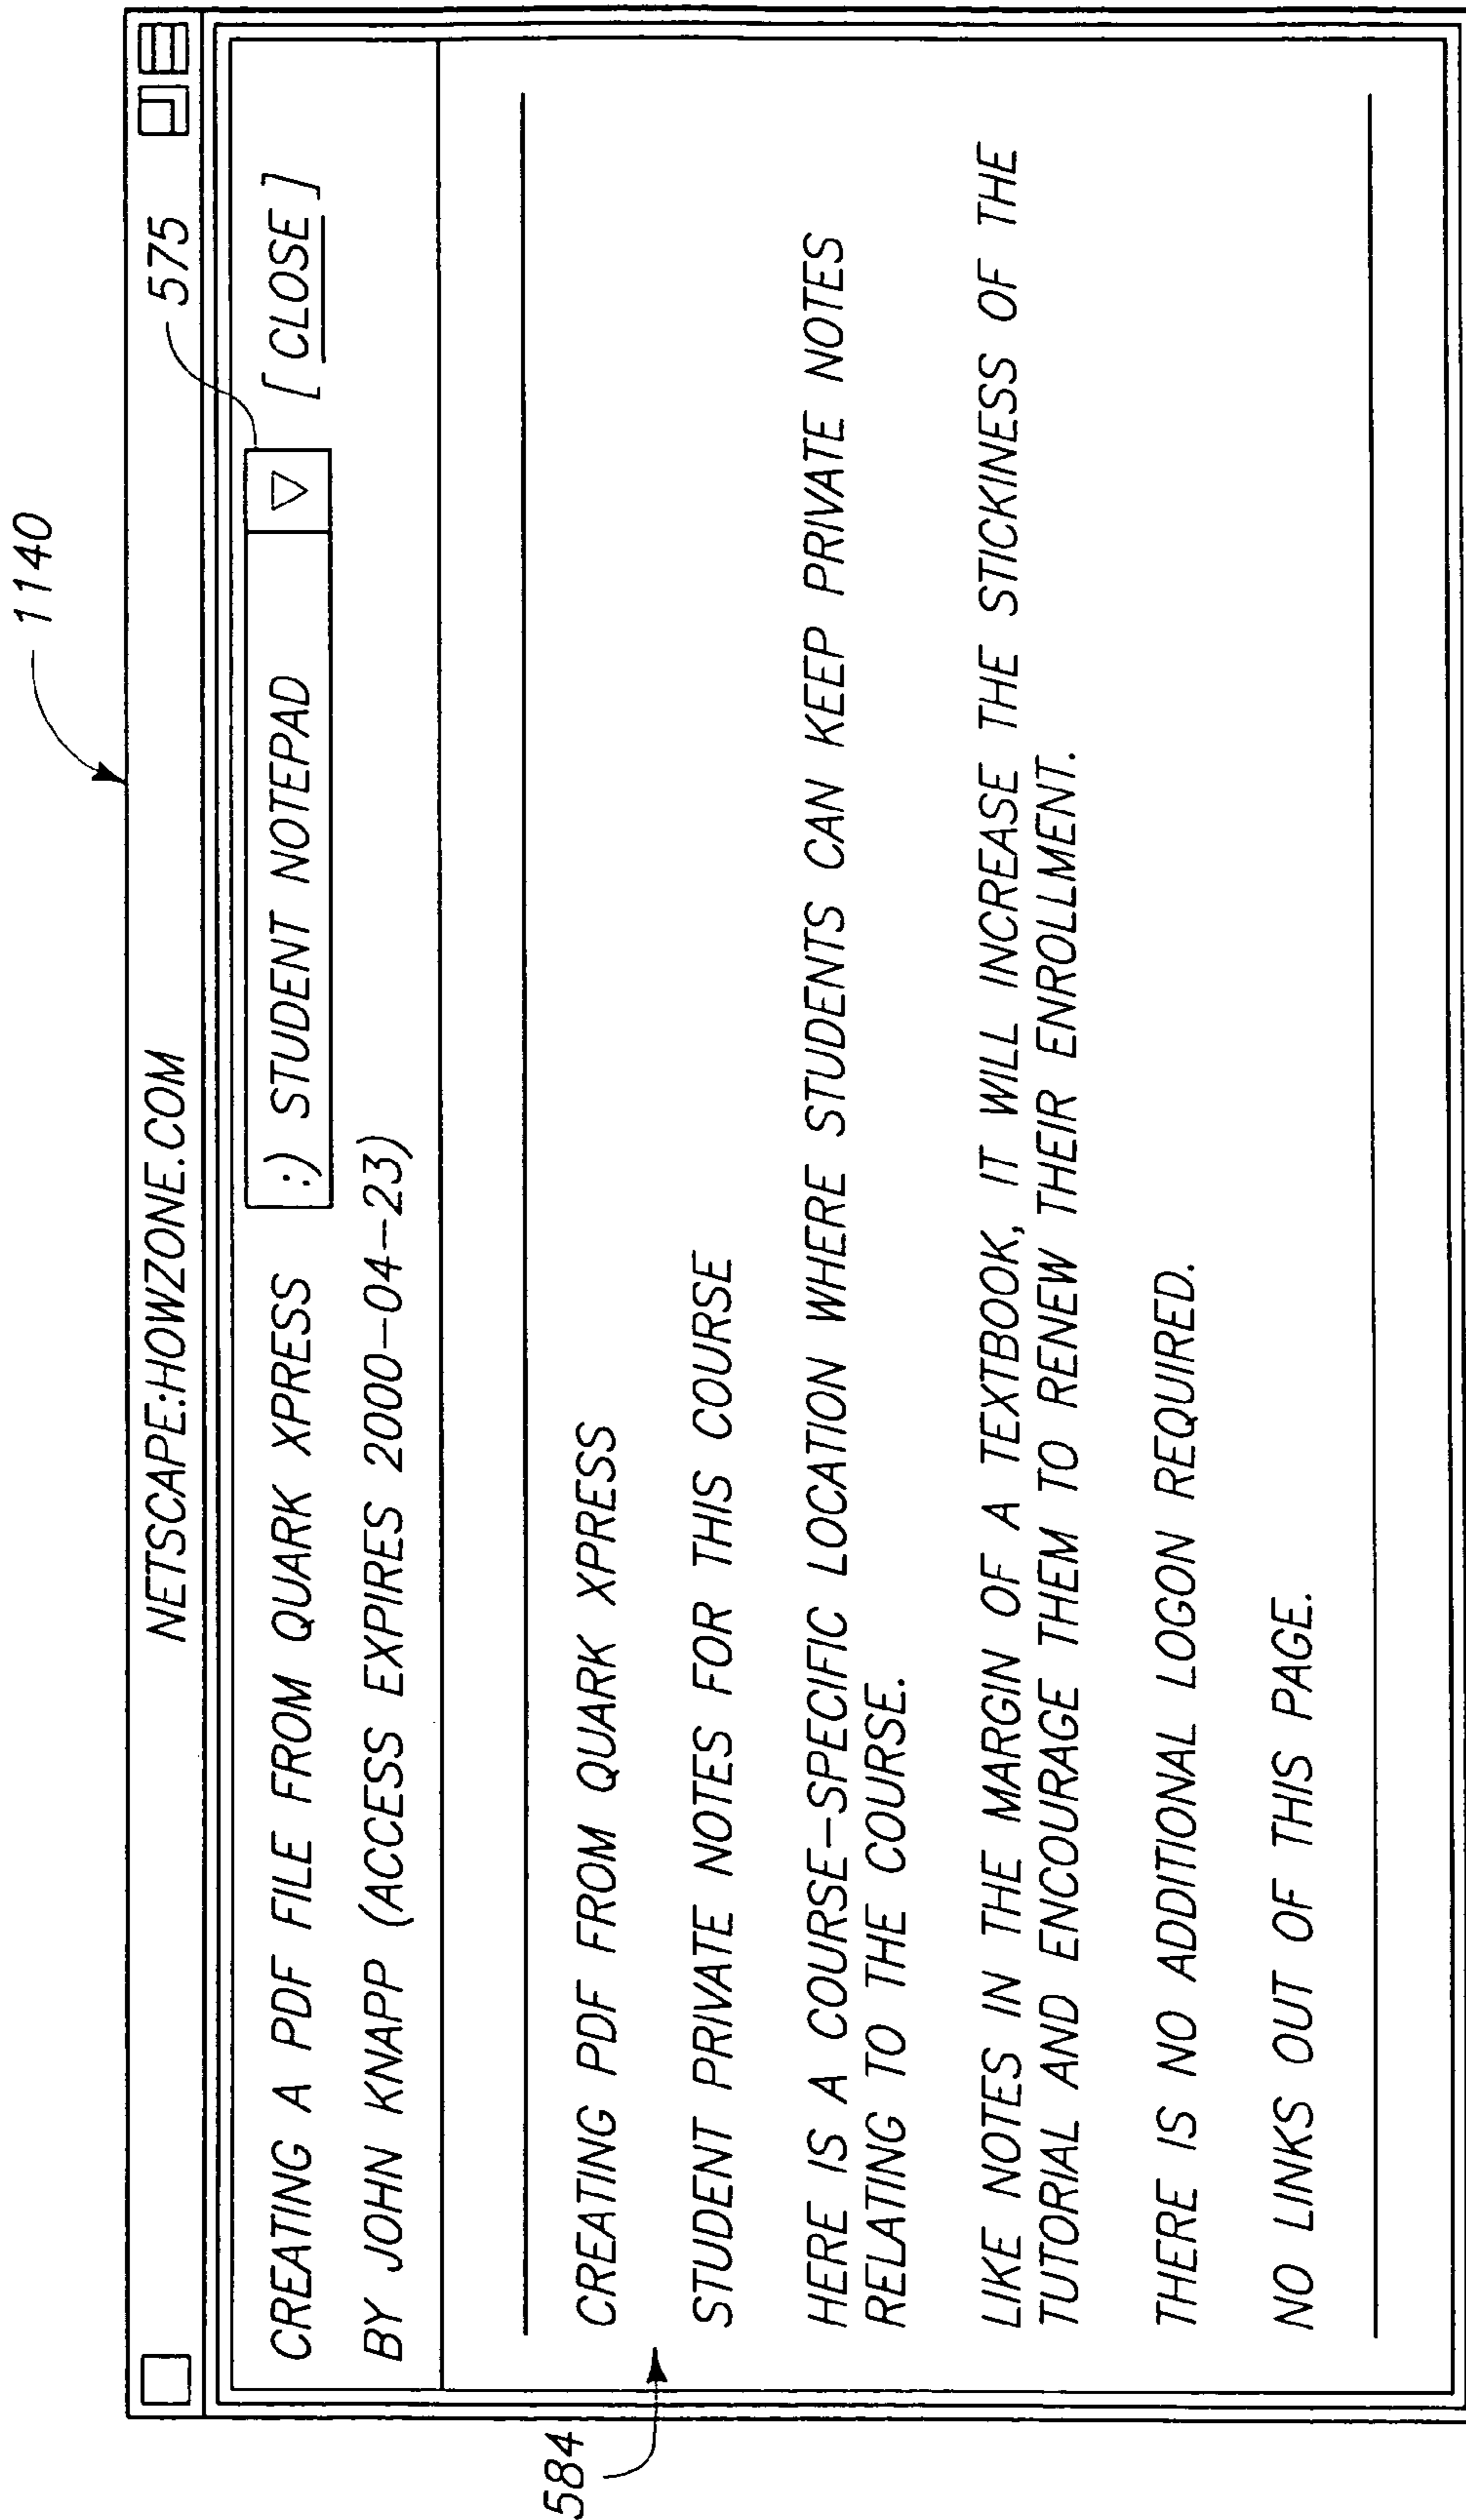 1140
NETSCAPE:HOWZONE.COM
575
CREATING A PDF FILE FROM QUARK XPRESS :) STUDENT NOTEPAD [CLOSE]
BY JOHN KNAPP (ACCESS EXPIRES 2000-04-23)
584
CREATING PDF FROM QUARK XPRESS
STUDENT PRIVATE NOTES FOR THIS COURSE
HERE IS A COURSE-SPECIFIC LOCATION WHERE STUDENTS CAN KEEP PRIVATE NOTES
RELATING TO THE COURSE.
LIKE NOTES IN THE MARGIN OF A TEXTBOOK, IT WILL INCREASE THE STICKINESS OF THE
TUTORIAL AND ENCOURAGE THEM TO RENEW THEIR ENROLLMENT.
THERE IS NO ADDITIONAL LOGON REQUIRED.
NO LINKS OUT OF THIS PAGE.